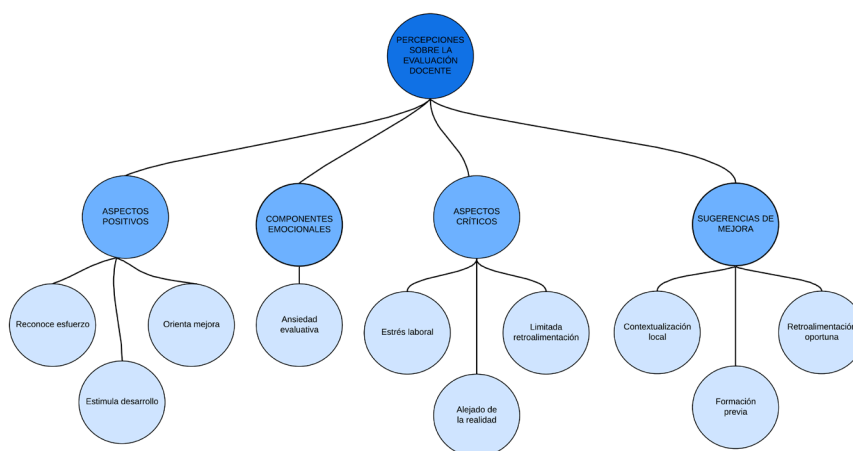 PERCEPCIONES
SOBRE LA
EVALUACIÓN
DOCENTE
ASPECTOS
POSITIVOS
COMPONENTES
EMOCIONALES
ASPECTOS
CRÍTICOS
SUGERENCIAS DE
MEJORA
Reconoce esfuerzo
Estimula desarrollo
Orienta mejora
Ansiedad
evaluativa
Estrés laboral
Alejado de
la realidad
Limitada
retroalimentación
Contextualización
local
Formación
previa
Retroalimentación
oportuna